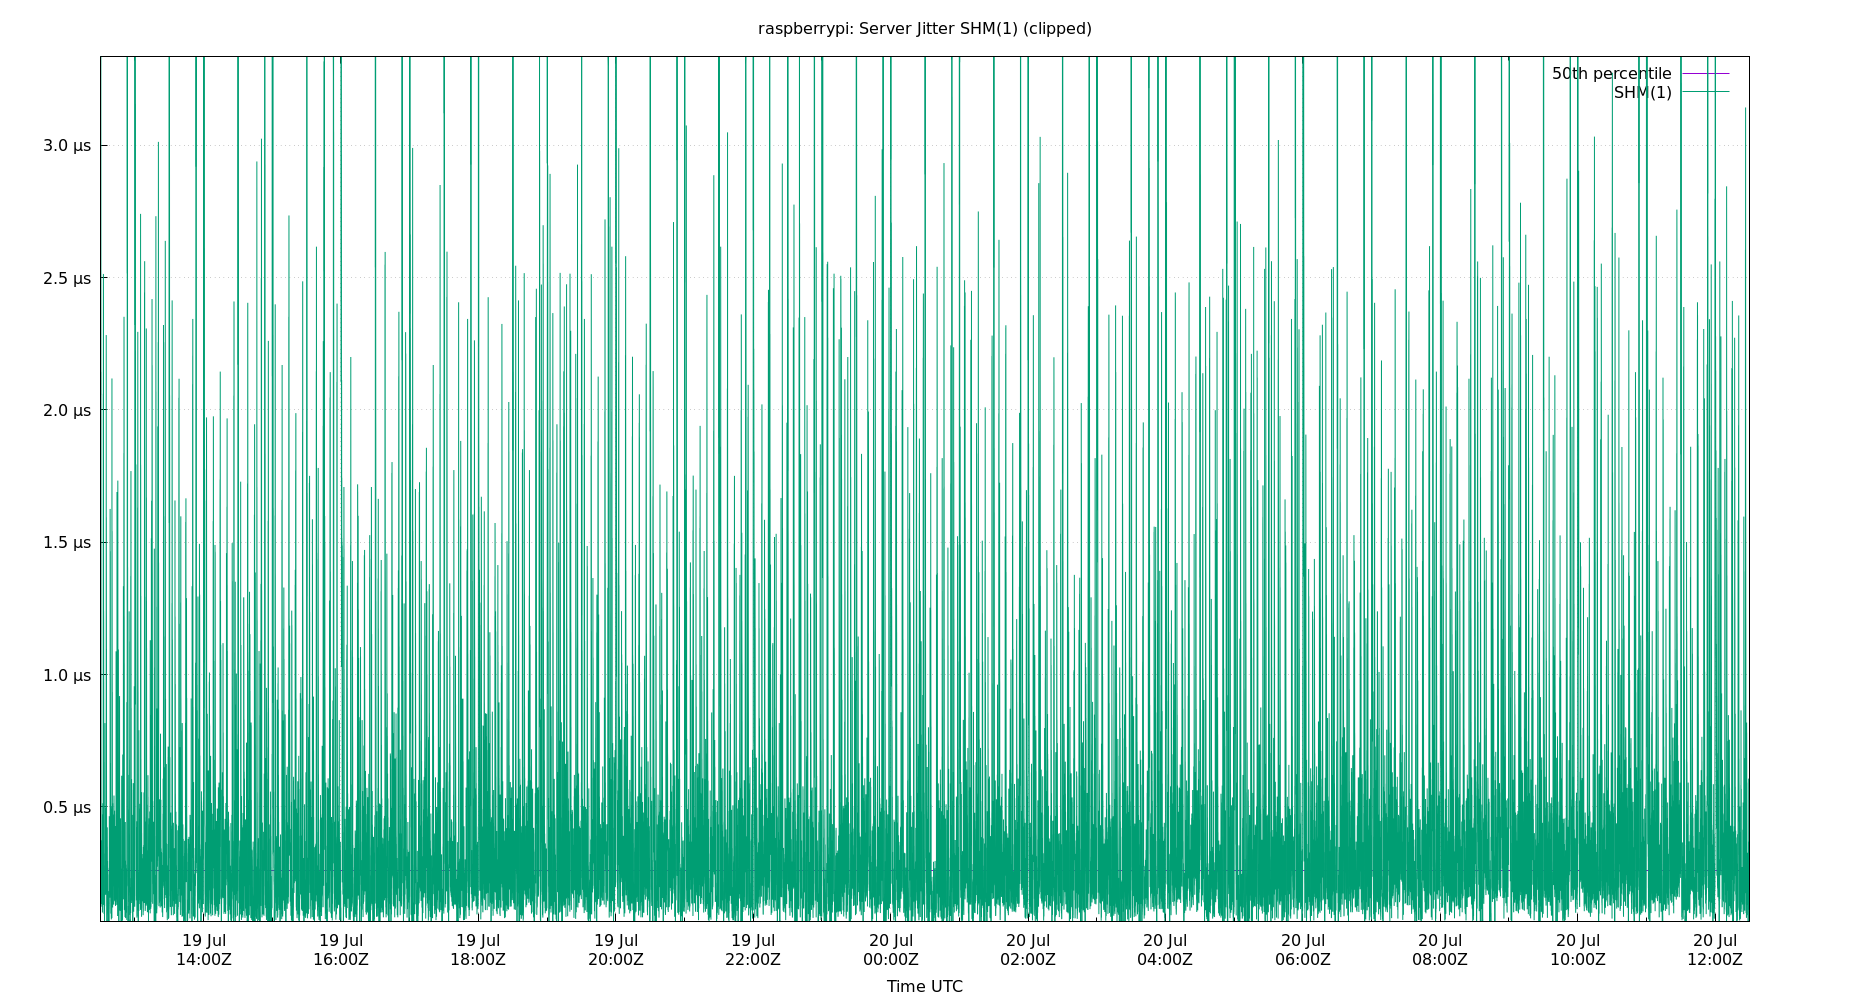 raspberrypi: Server Jitter SHM(1) (clipped)
50th percentile
SHM(1)
3.0 µs
2.5 µs
2.0 µs
1.5 µs
1.0 µs
0.5 µs
19 Jul 19 Jul 19 Jul 19 Jul 19 Jul 20 Jul 20 Jul 20 Jul 20 Jul 20 Jul 20 Jul 20 Jul
14:00Z 16:00Z 18:00Z 20:00Z 22:00Z 00:00Z 02:00Z 04:00Z 06:00Z 08:00Z 10:00Z 12:00Z
Time UTC